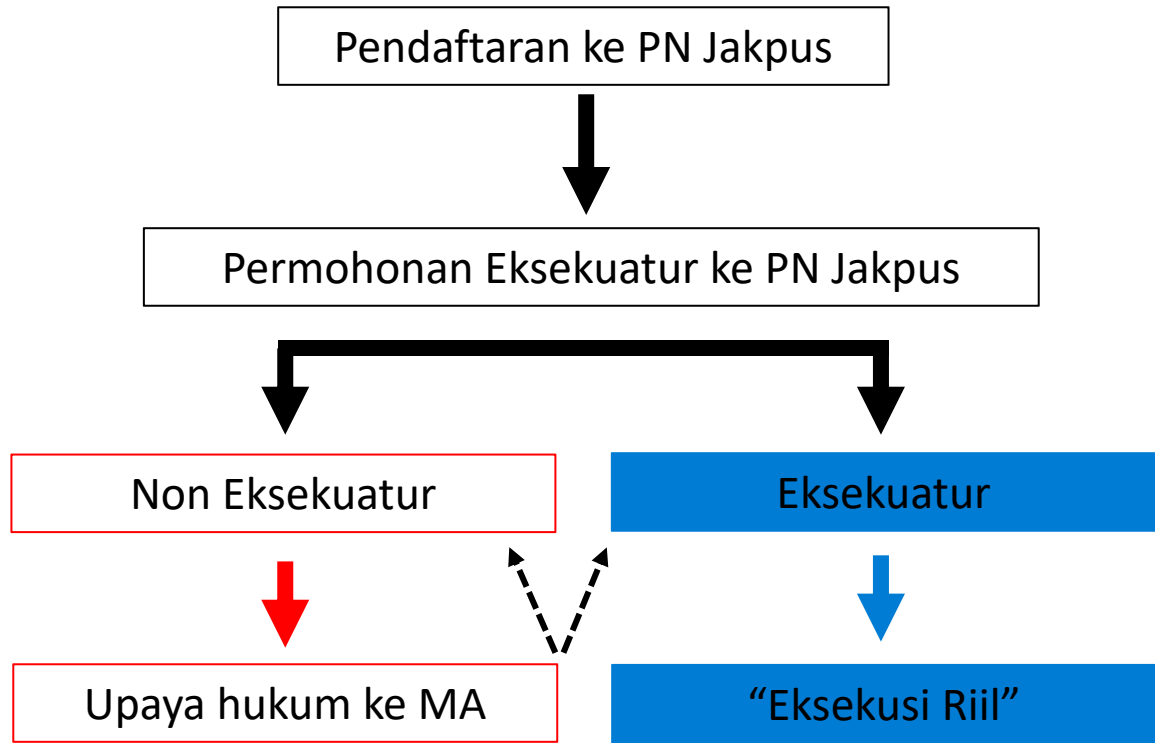 Pendaftaran ke PN Jakpus
Permohonan Eksekuatur ke PN Jakpus
Non Eksekuatur
Eksekuatur
Upaya hukum ke MA
“Eksekusi Riil”